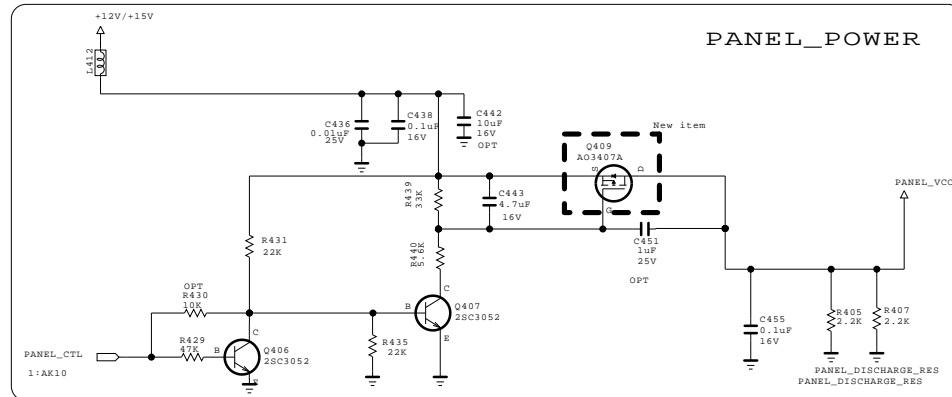 PANEL_POWER
+12V/+15V
L412
C436
0.01uF
25V
C438
0.1uF
16V
C442
10uF
16V
OPT
New item
Q409
AO3407A
S
D
G
PANEL_VCC
R439
33K
C443
4.7uF
16V
R431
22K
R440
5.6K
C451
1uF
25V
OPT
OPT
R430
10K
C
B
Q407
2SC3052
E
C455
0.1uF
16V
R405
2.2K
R407
2.2K
PANEL_CTL
1:AK10
R429
47K
C
B
Q406
2SC3052
E
R435
22K
PANEL_DISCHARGE_RES
PANEL_DISCHARGE_RES